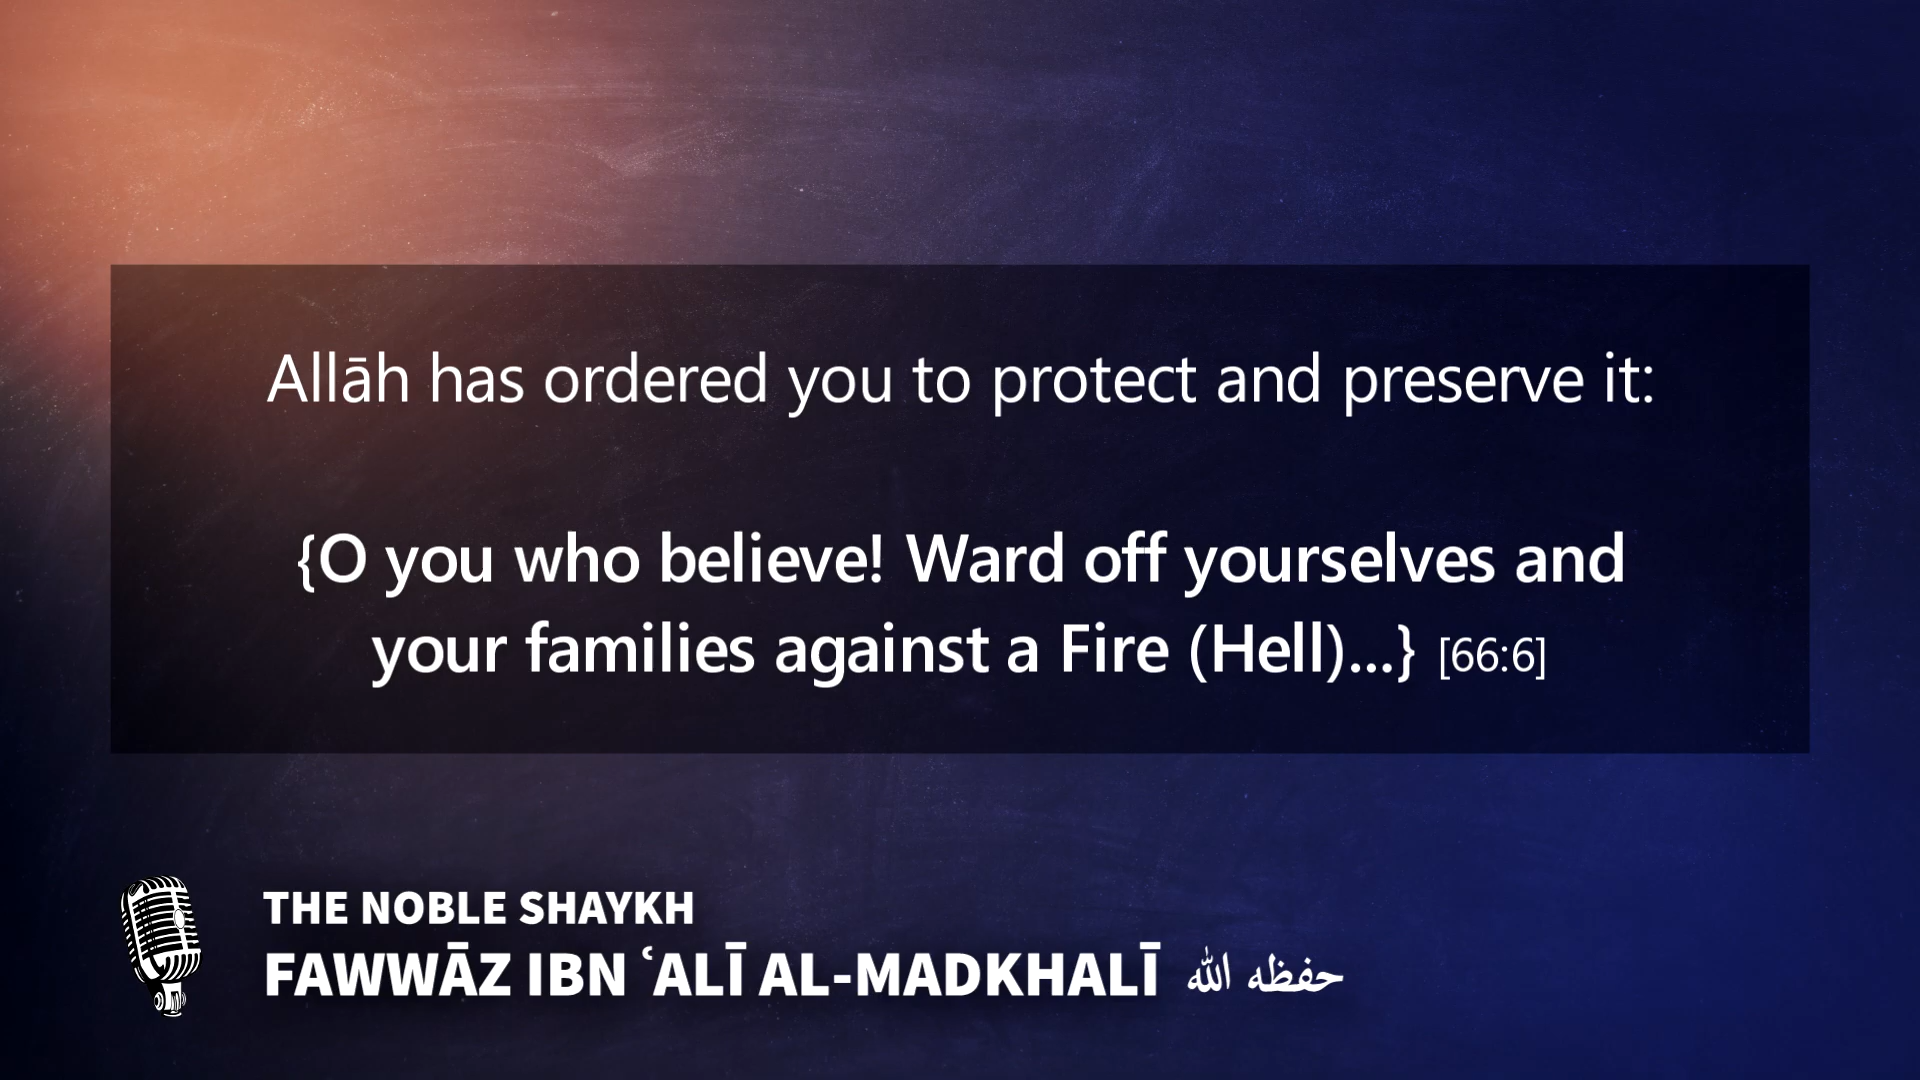 Allāh has ordered you to protect and preserve it:
{O you who believe! Ward off yourselves and
your families against a Fire (Hell)...} [66:6]
THE NOBLE SHAYKH
FAWWĀZ IBN ʿALĪ AL-MADKHALĪ حفظه الله